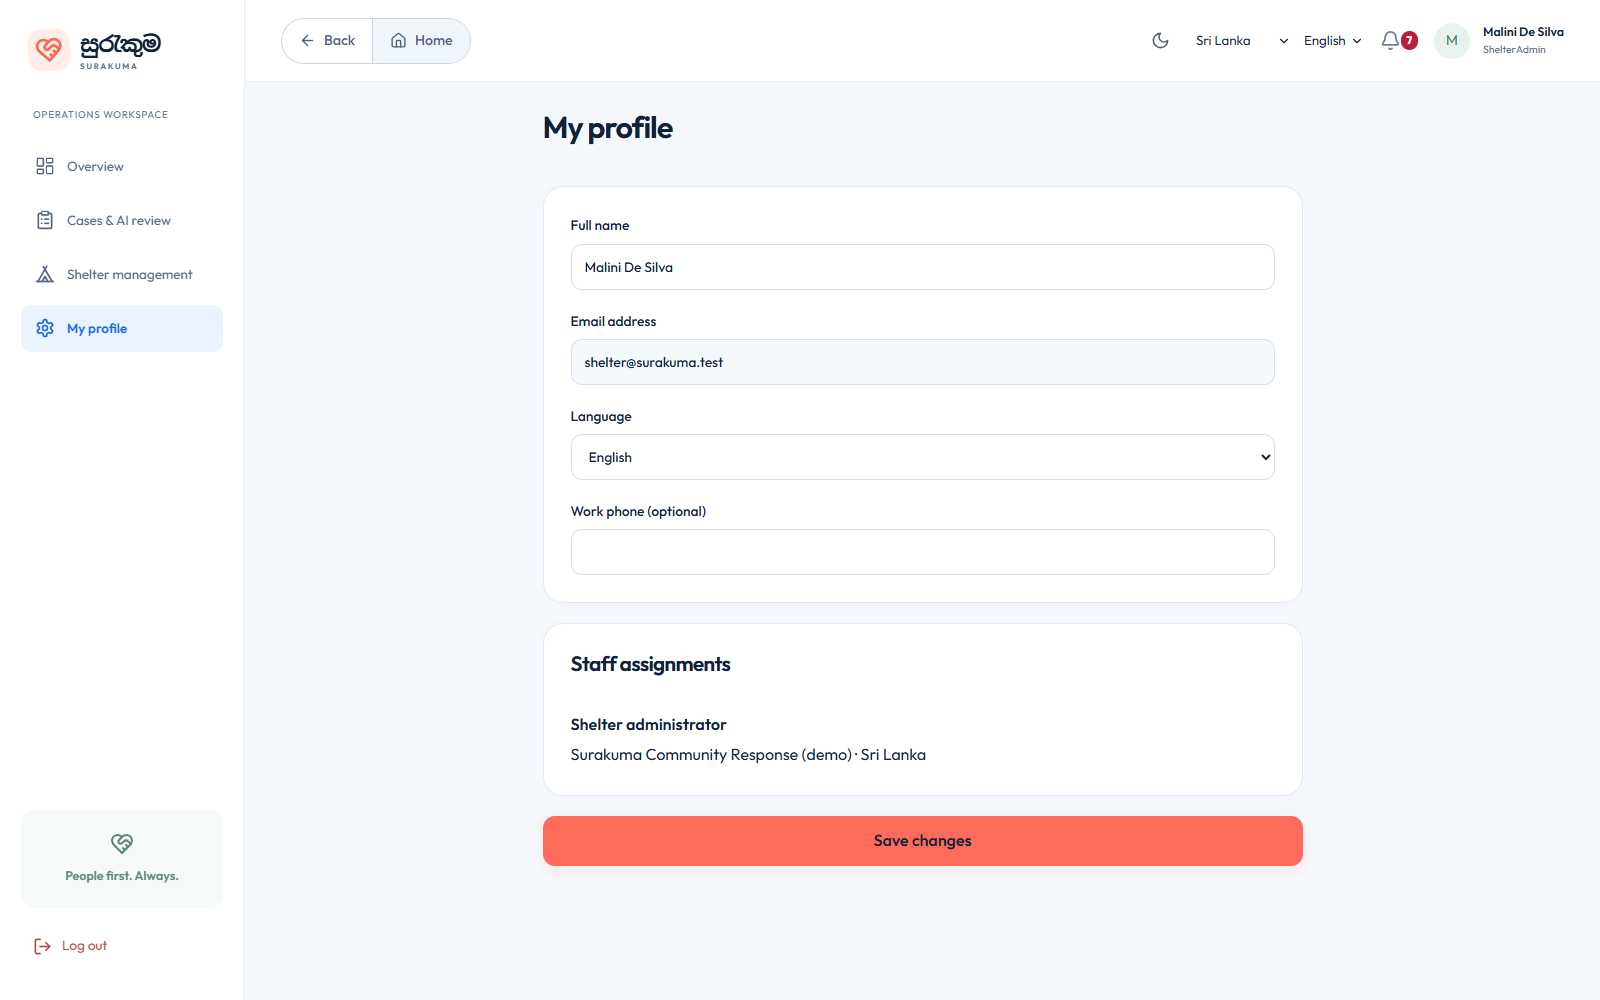 සුරැකුම
SURAKUMA
Back
Home
Sri Lanka
English
7
M
Malini De Silva
ShelterAdmin
OPERATIONS WORKSPACE
Overview
Cases & AI review
Shelter management
My profile
People first. Always.
Log out
My profile
Full name
Malini De Silva
Email address
shelter@surakuma.test
Language
English
Work phone (optional)
Staff assignments
Shelter administrator
Surakuma Community Response (demo) · Sri Lanka
Save changes